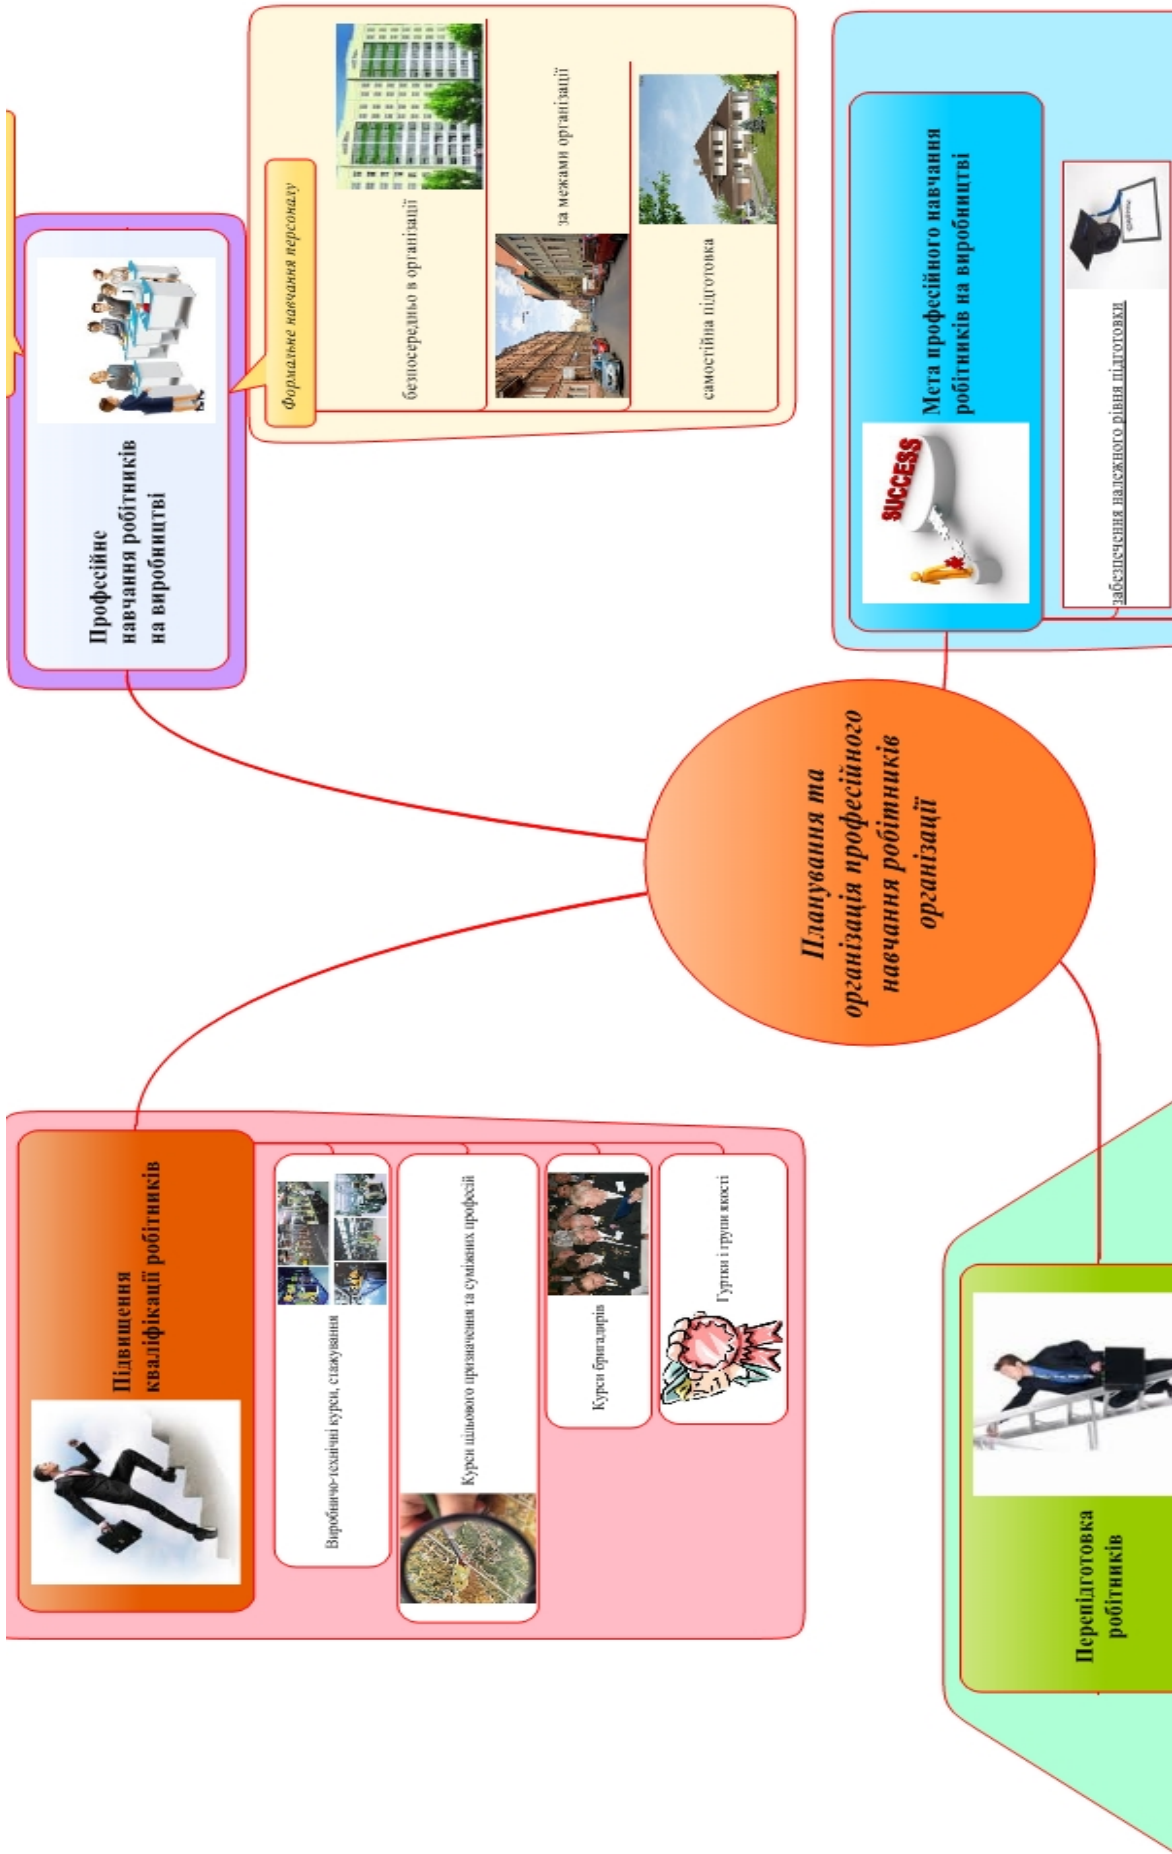 Підвищення
кваліфікації робітників
Виробничо-технічні курси, стажування
Курси цільового призначення та суміжних професій
Курси бригадирів
Гуртки і групи якості
Професійне
навчання робітників
на виробництві
Формальне навчання персоналу
безпосередньо в організації
за межами організації
самостійна підготовка
Планування та
організація професійного
навчання робітників
організації
Перепідготовка
робітників
SUCCESS
Мета професійного навчання
робітників на виробництві
забезпечення належного рівня підготовки